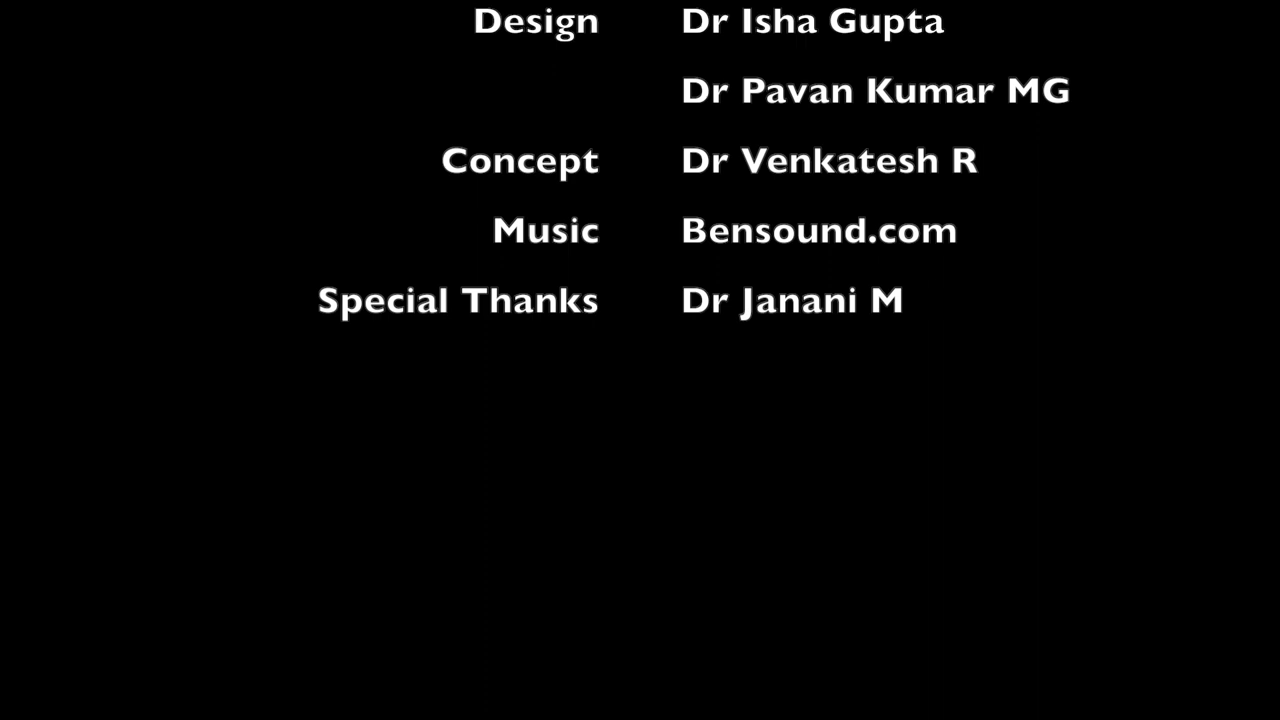 Design Dr Isha Gupta
Dr Pavan Kumar MG
Concept Dr Venkatesh R
Music Bensound.com
Special Thanks Dr Janani M